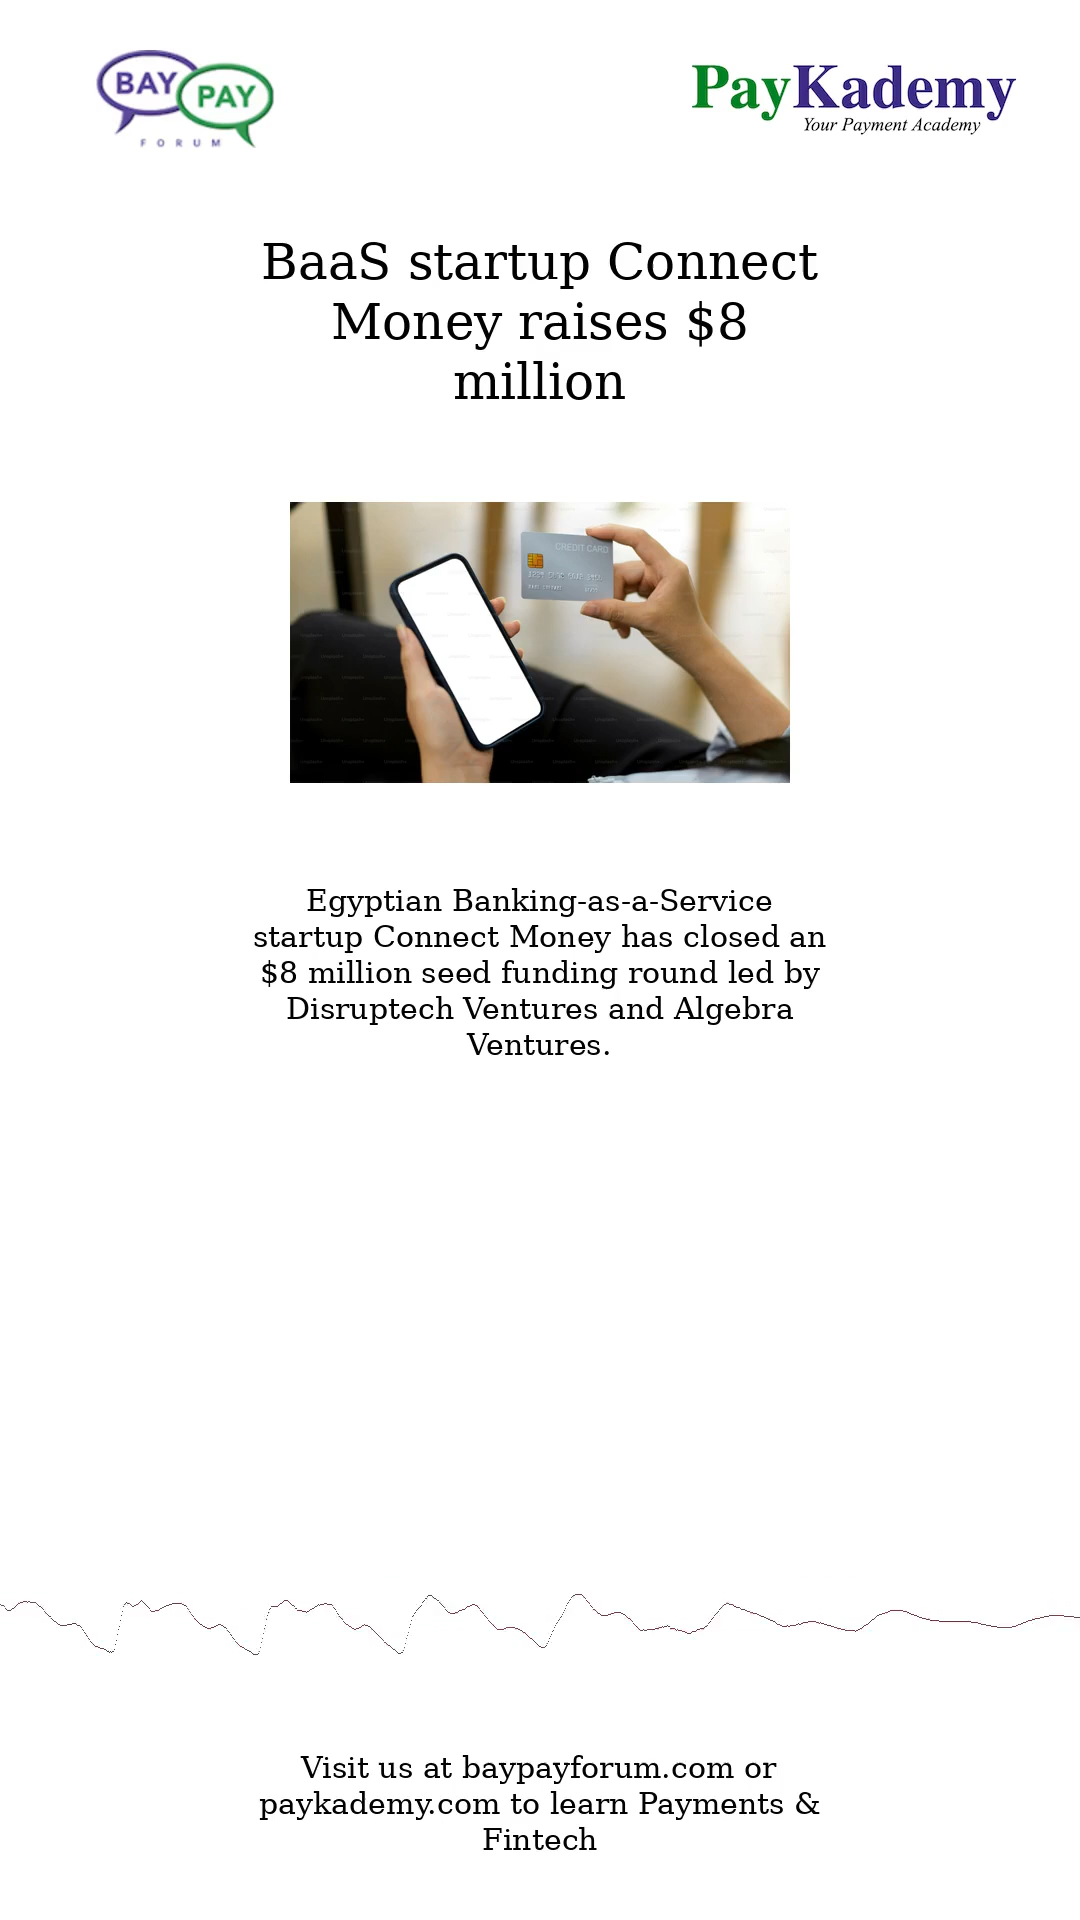 BAY PAY
FORUM
PayKademy
Your Payment Academy
BaaS startup Connect
Money raises $8
million
CREDIT CARD
Egyptian Banking-as-a-Service
startup Connect Money has closed an
$8 million seed funding round led by
Disruptech Ventures and Algebra
Ventures.
Visit us at baypayforum.com or
paykademy.com to learn Payments &
Fintech